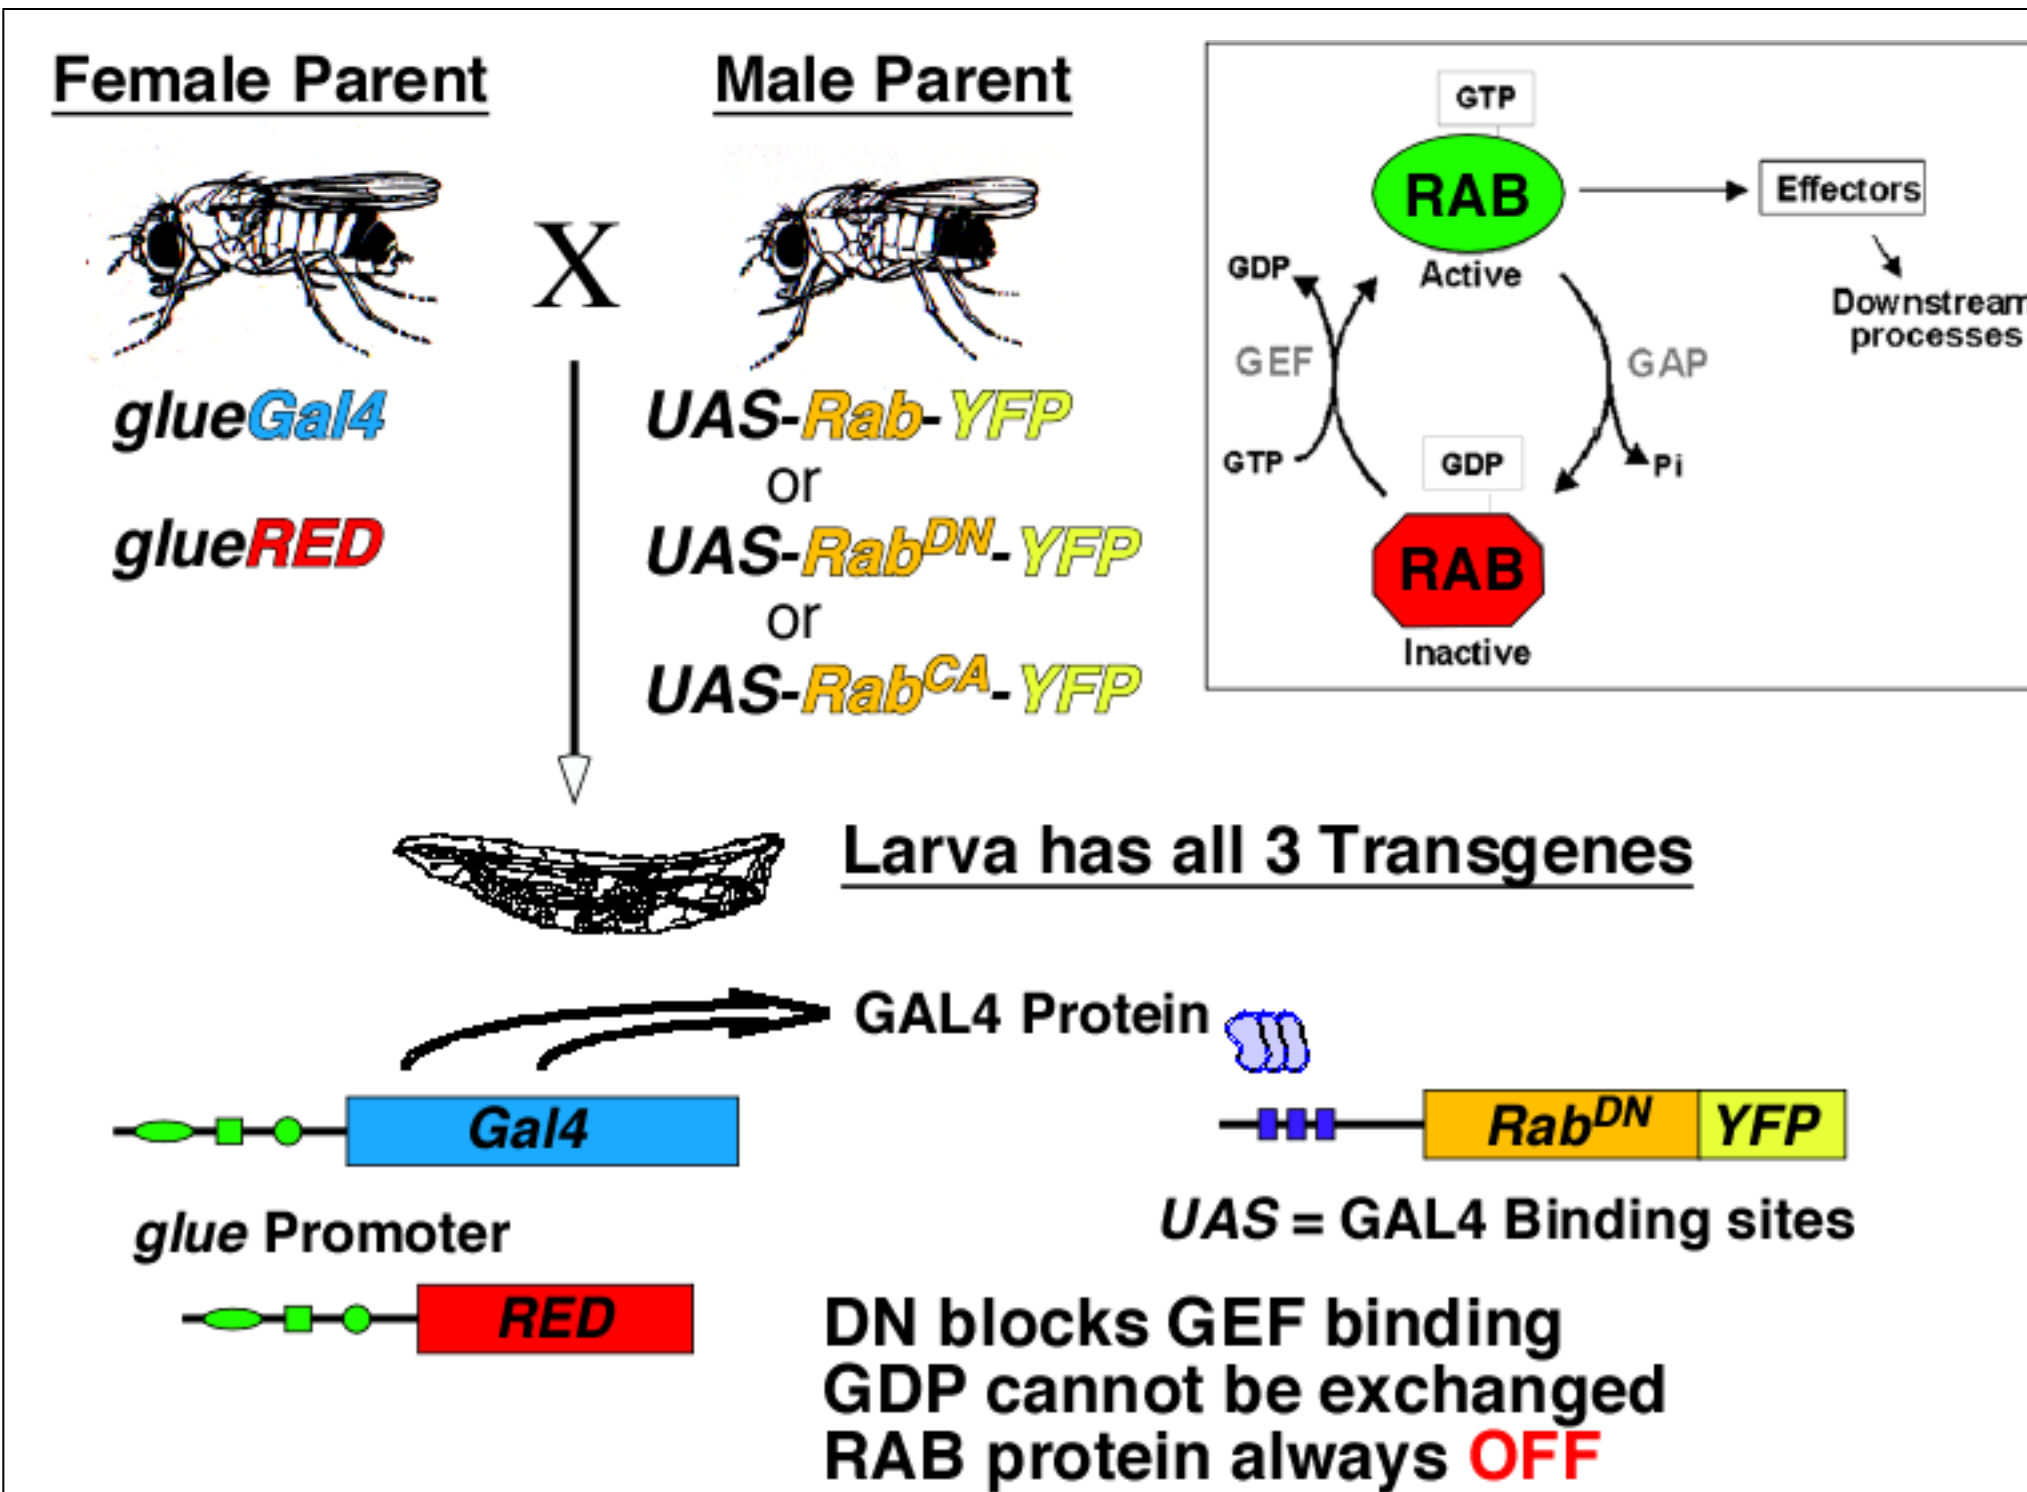 Female Parent
Male Parent
X
glueGal4
glueRED
UAS-Rab-YFP
or
UAS-RabDN-YFP
or
UAS-RabCA-YFP
GTP
RAB
Active
Effectors
Downstream
processes
GDP
GEF
GTP
GAP
Pi
GDP
RAB
Inactive
Larva has all 3 Transgenes
GAL4 Protein
Gal4
RabDN YFP
glue Promoter
UAS = GAL4 Binding sites
RED
DN blocks GEF binding
GDP cannot be exchanged
RAB protein always OFF